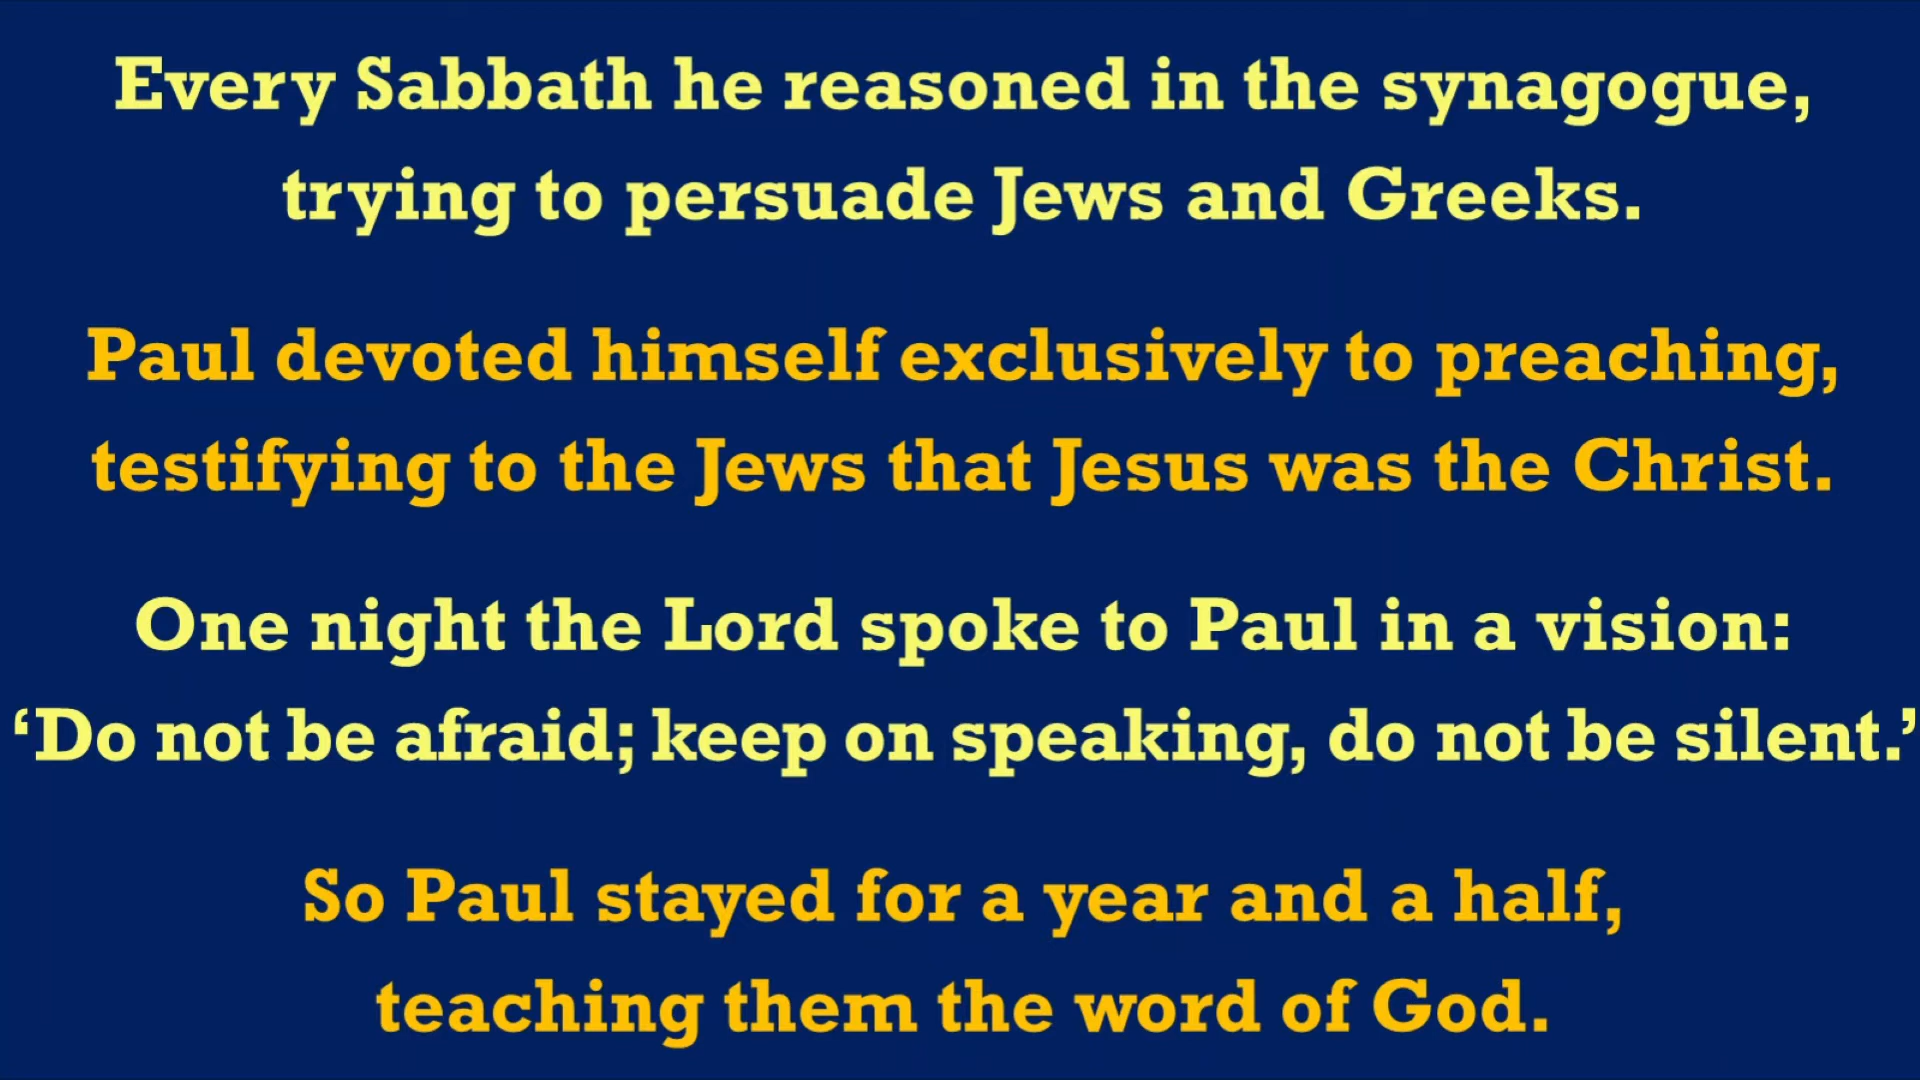 Every Sabbath he reasoned in the synagogue,
trying to persuade Jews and Greeks.
Paul devoted himself exclusively to preaching,
testifying to the Jews that Jesus was the Christ.
One night the Lord spoke to Paul in a vision:
‘Do not be afraid; keep on speaking, do not be silent.’
So Paul stayed for a year and a half,
teaching them the word of God.